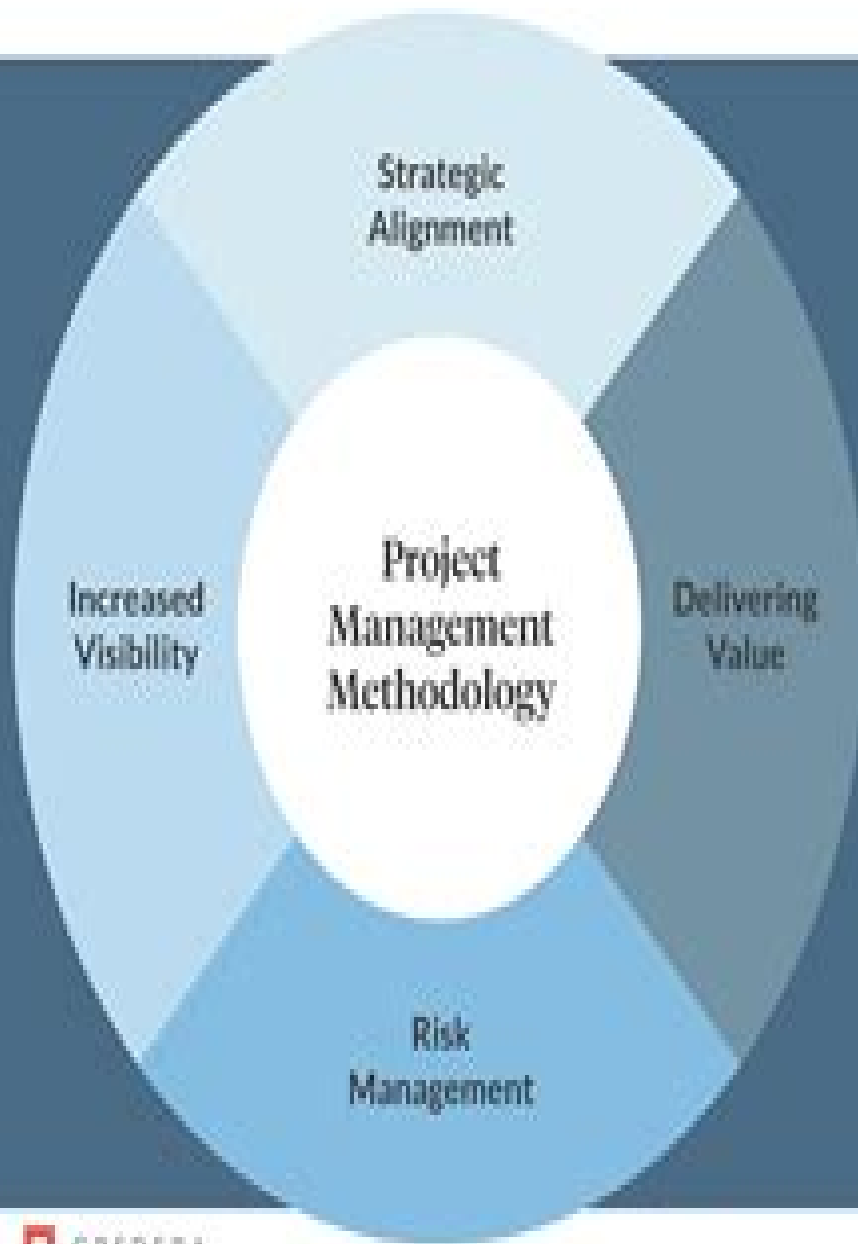 Strategic
Alignment
Increased
Visibility
Project
Management
Methodology
Delivering
Value
Risk
Management